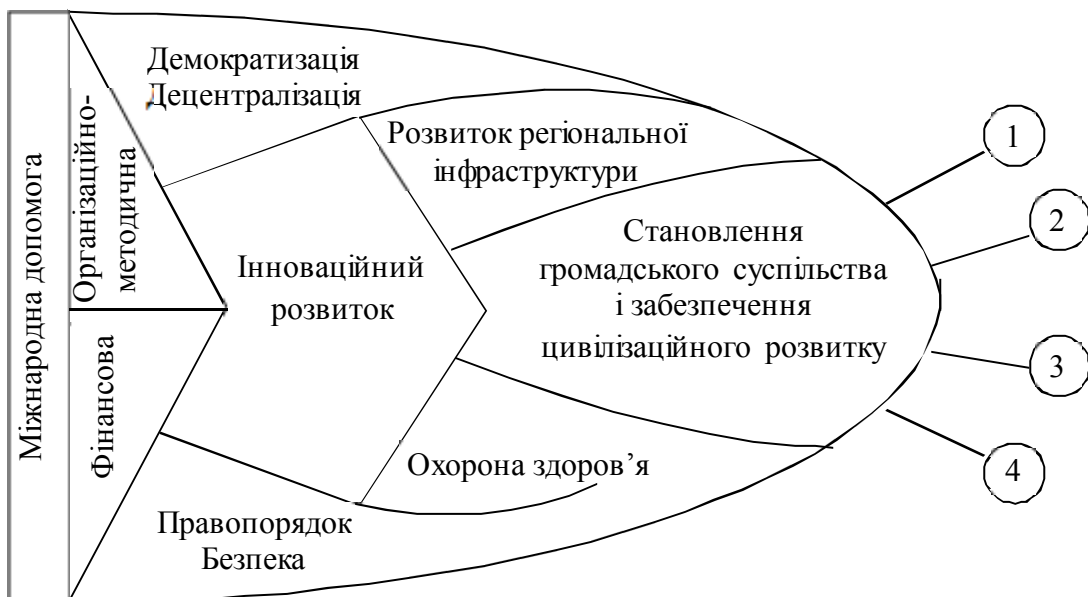 Міжнародна допомога
Організаційно-
методична
Фінансова
Демократизація
Децентралізація
Розвиток регіональної
інфраструктури
Інноваційний
розвиток
Становлення
громадського суспільства
і забезпечення
цивілізаційного розвитку
Охорона здоров’я
Правопорядок
Безпека
1
2
3
4